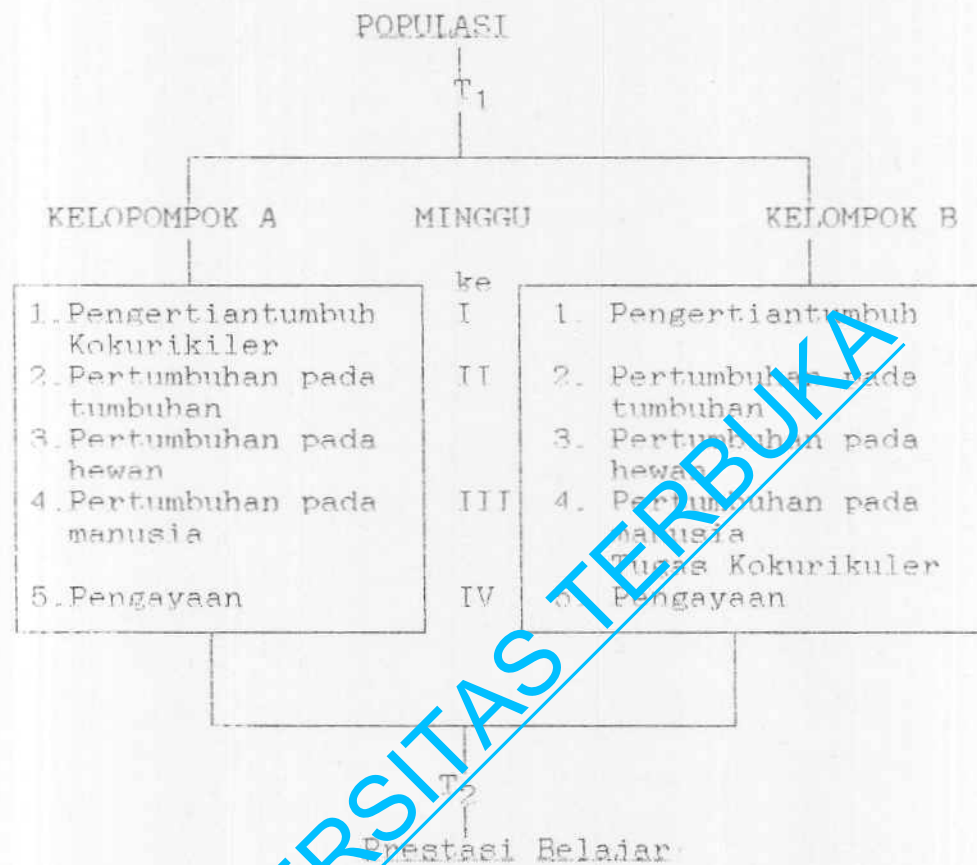 POPULASI
T1
KELOPOMPOK A MINGGU KELOMPOK B
ke
1. Pengertiantumbuh
Kokurikiler
2. Pertumbuhan pada
tumbuhan
3. Pertumbuhan pada
hewan
4. Pertumbuhan pada
manusia
5. Pengayaan
I
II
III
IV
1. Pengertiantumbuh
2. Pertumbuhan pada
tumbuhan
3. Pertumbuhan pada
hewan
4. Pertumbuhan pada
manusia
Tugas Kokurikuler
Pengayaan
T2
Prestasi Belajar
ERSITAS TERBUKA